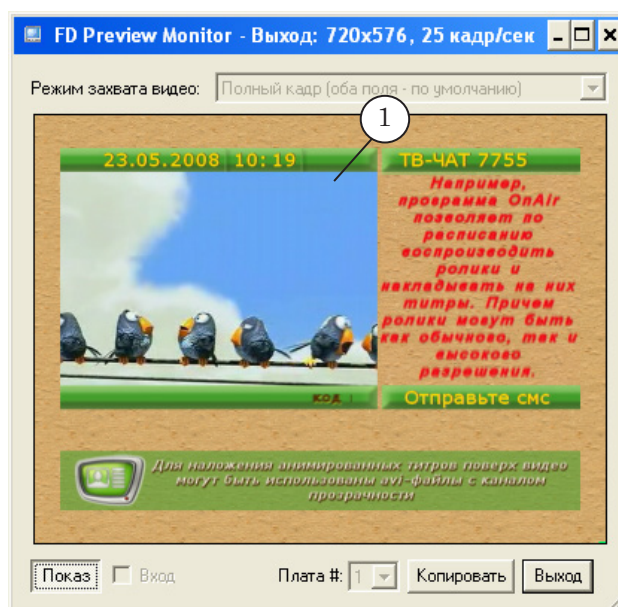 FD Preview Monitor - Выход: 720x576, 25 кадр/сек
Режим захвата видео: Полный кадр (оба поля - по умолчанию)
1
23.05.2008 10:19
ТВ-ЧАТ 7755
Например,
программа OnAir
позволяет по
расписанию
воспроизводить
ролики и
накладывать на них
титры. Причем
ролики могут быть
как обычного, так и
высокого
разрешения.
код
Отправьте смс
Для наложения анимированных титров поверх видео
могут быть использованы avi-файлы с каналом
прозрачности
Показ Вход Плата #: 1 Копировать Выход